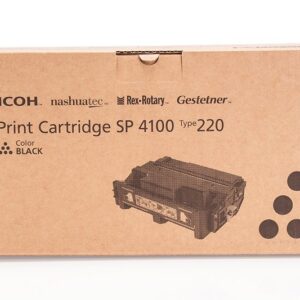 ICOH nashuatec Rex-Rotary Gestetner
Print Cartridge SP 4100 Type 220
Color
BLACK